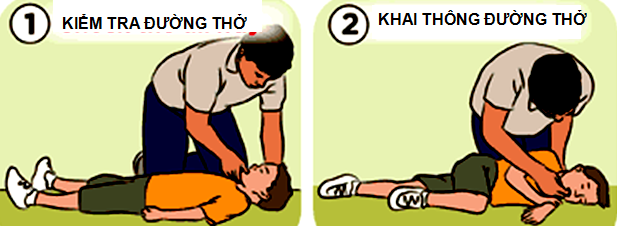 1 KIỂM TRA ĐƯỜNG THỞ
2 KHAI THÔNG ĐƯỜNG THỞ